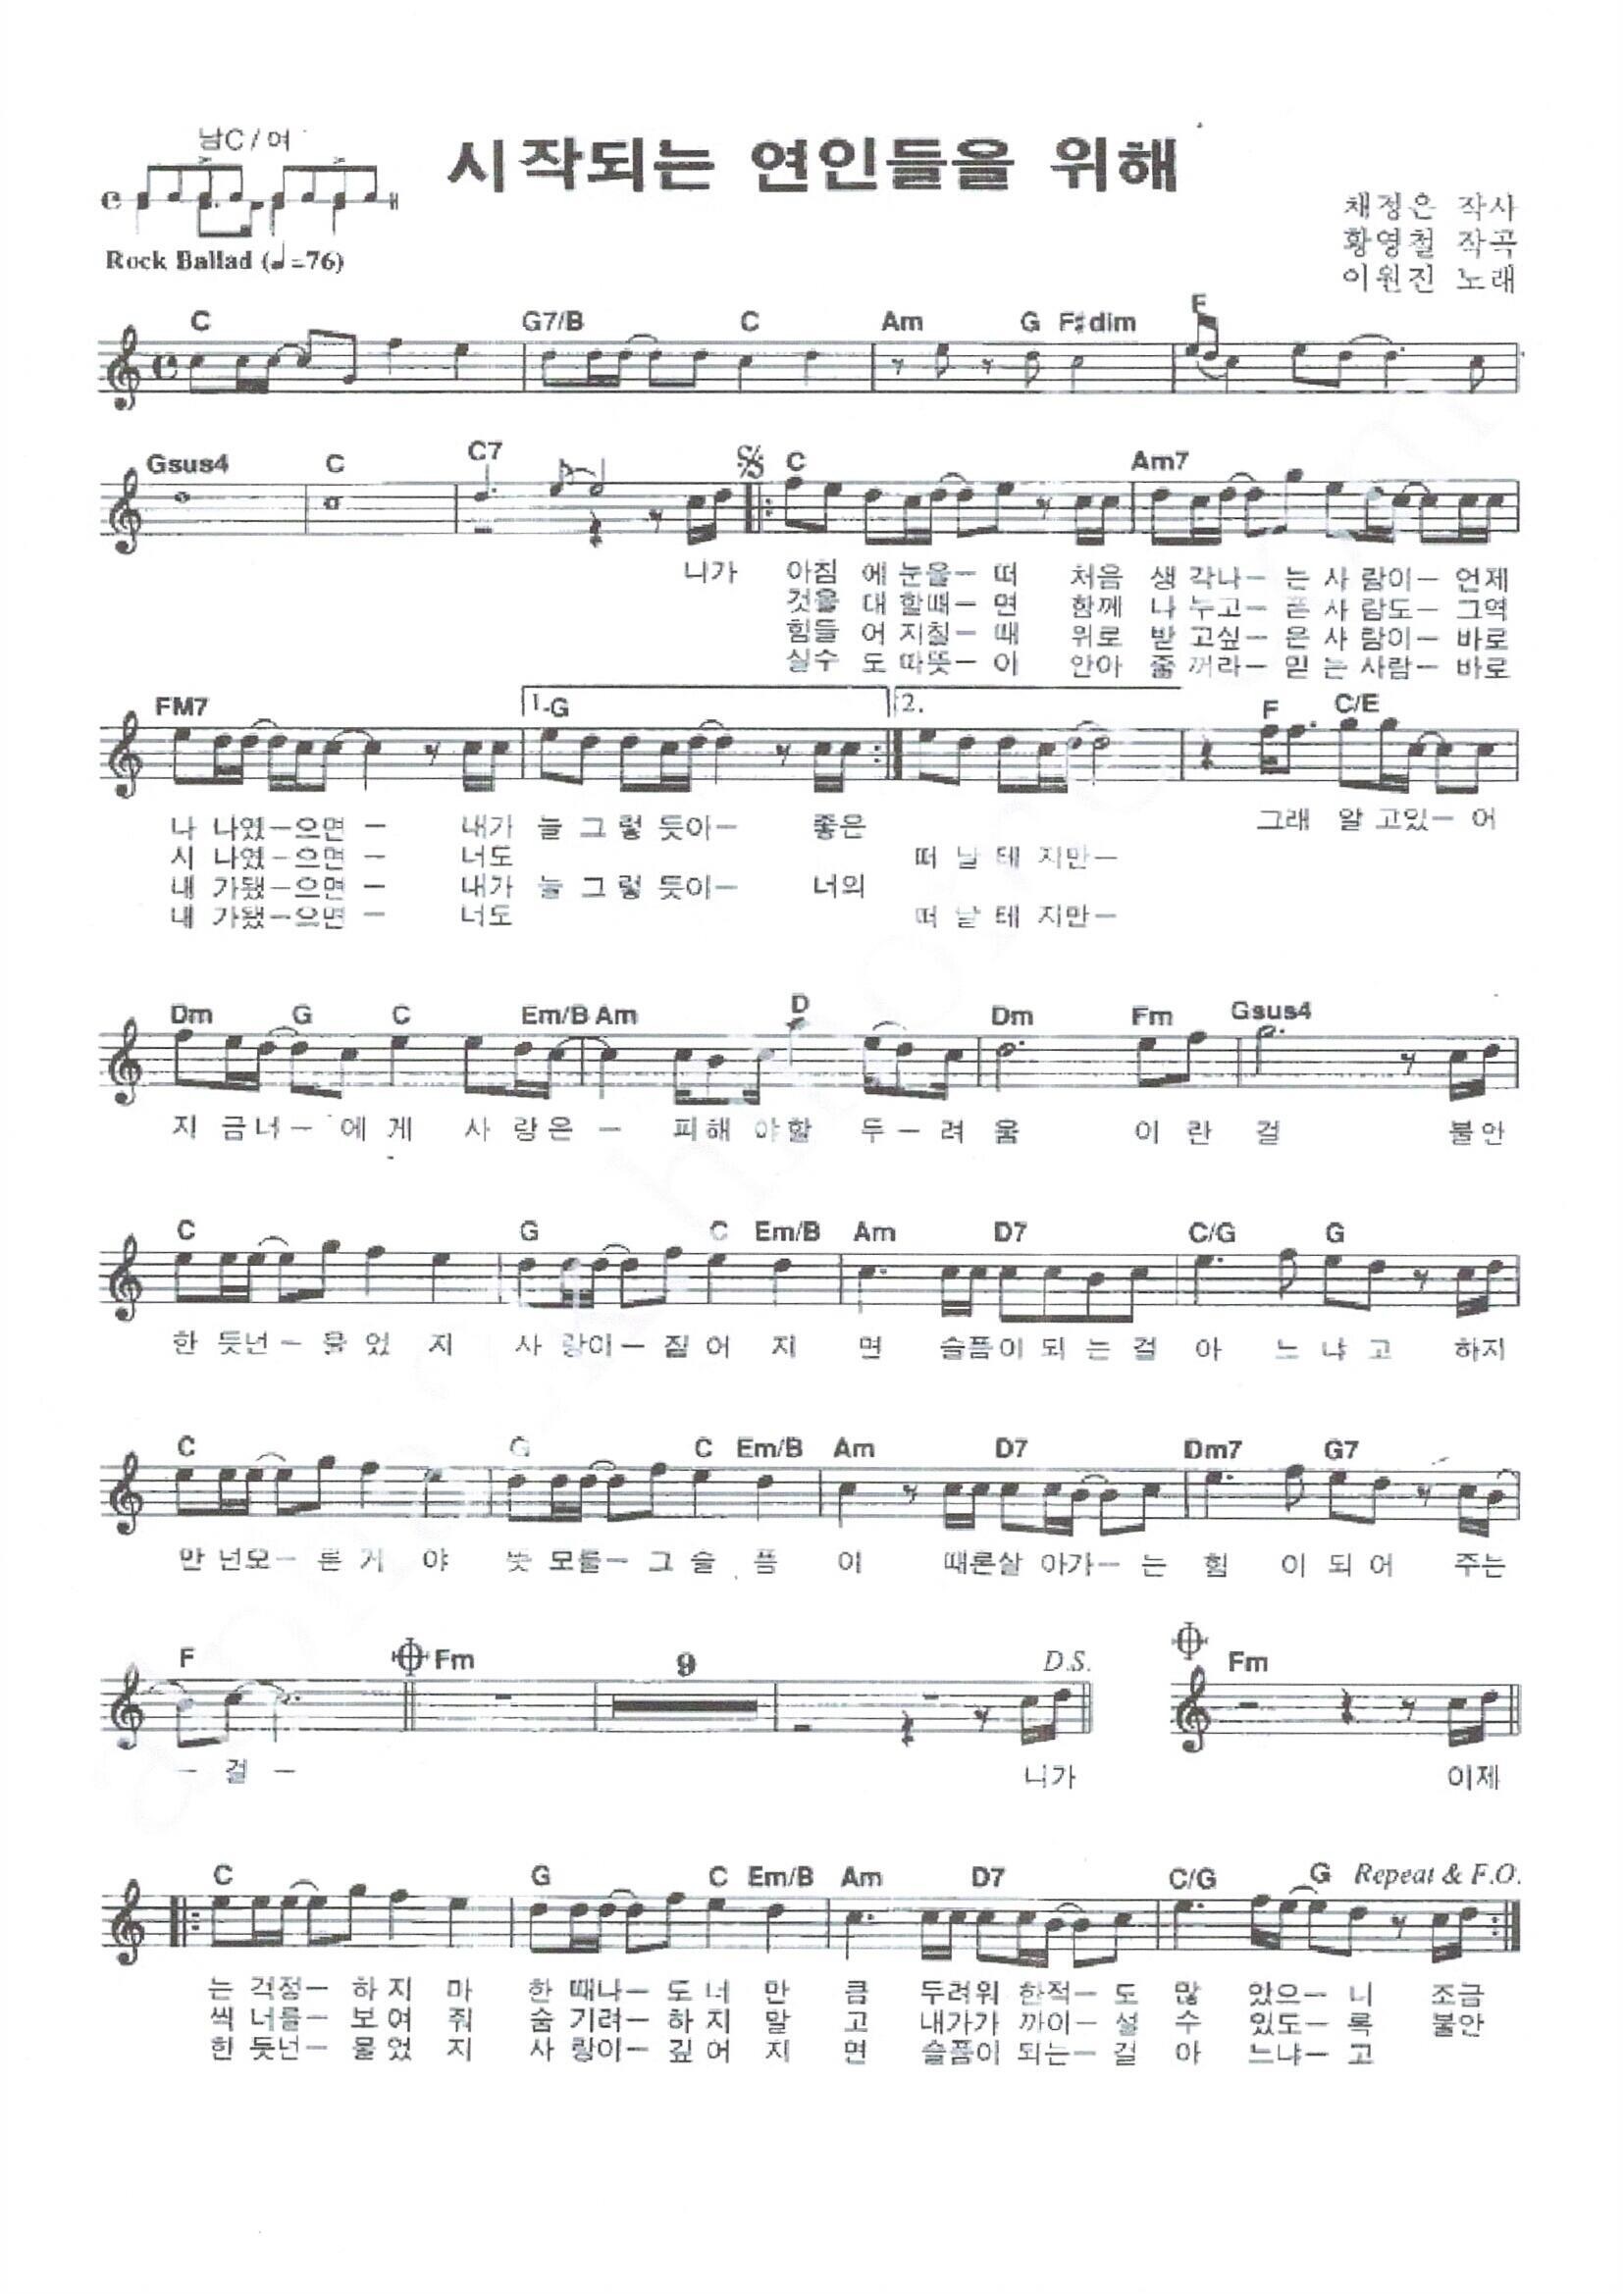 남C / 여
시작되는 연인들을 위해
채정은 작사
황영철 작곡
이원진 노래
Rock Ballad (♩=76)
C G7/B C Am G F♯dim F
Gsus4 C C7 C Am7
니가 아침 에 눈을- 떠 처음 생 각나- 는 사 람이- 언제
것을 대 할때- 면 함께 나 누고- 픈 사 람도- 그역
힘들 어 지칠- 때 위로 받 고싶- 은 사 람이- 바로
실수 도 따뜻- 이 안아 줄 꺼라- 믿 는 사람- 바로
FM7 1. G 2. F C/E
나 나였-으면 - 내가 늘 그 렇 듯이- 좋은 그래 알 고있- 어
시 나였-으면 - 너도 떠 날 테 지만-
내 가됐-으면 - 내가 늘 그 렇 듯이- 너의
내 가됐-으면 - 너도 떠 날 테 지만-
Dm G C Em/B Am D Dm Fm Gsus4
지 금너- 에 게 사 랑은 - 피해 야할 두 - 려 움 이 란 걸 불안
C G C Em/B Am D7 C/G G
한 듯넌- 물 었 지 사 랑이- 깊 어 지 면 슬픔이 되 는 걸 아 느 냐 고 하지
C G C Em/B Am D7 Dm7 G7
만 넌모- 른 거 야 뜻 모를- 그 슬 픔 이 때론살 아가- 는 힘 이 되 어 주는
F Fm 9 D.S. Fm
- 걸 - 니가 이제
C G C Em/B Am D7 C/G G Repeat & F.O.
는 걱정- 하 지 마 한 때나- 도 너 만 큼 두려워 한적- 도 많 았으- 니 조금
씩 너를- 보 여 줘 숨 기려- 하 지 말 고 내가가 까이- 설 수 있도- 록 불안
한 듯넌- 물 었 지 사 랑이- 깊 어 지 면 슬픔이 되는- 걸 아 느냐- 고